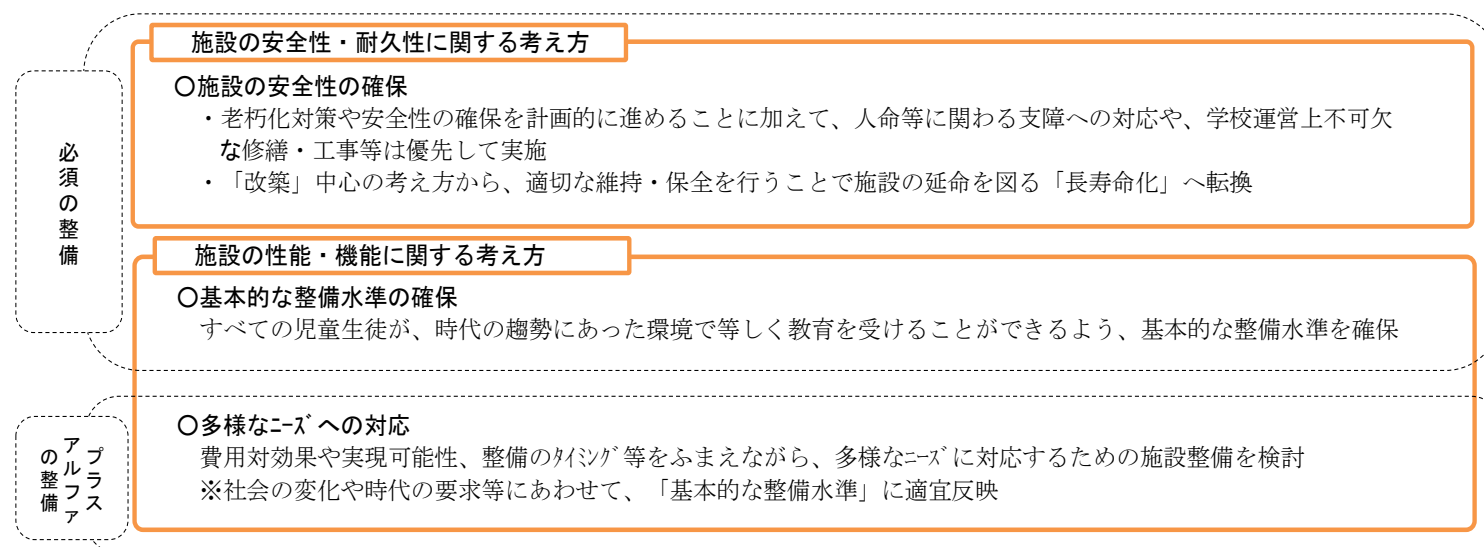 施設の安全性・耐久性に関する考え方
〇施設の安全性の確保
・老朽化対策や安全性の確保を計画的に進めることに加えて、人命等に関わる支障への対応や、学校運営上不可欠
な修繕・工事等は優先して実施
・「改築」中心の考え方から、適切な維持・保全を行うことで施設の延命を図る「長寿命化」へ転換
必須の整備
施設の性能・機能に関する考え方
〇基本的な整備水準の確保
すべての児童生徒が、時代の趨勢にあった環境で等しく教育を受けることができるよう、基本的な整備水準を確保
プラス
アルファ
の整備
〇多様なﾆｰｽﾞへの対応
費用対効果や実現可能性、整備のﾀｲﾐﾝｸﾞ等をふまえながら、多様なﾆｰｽﾞに対応するための施設整備を検討
※社会の変化や時代の要求等にあわせて、「基本的な整備水準」に適宜反映